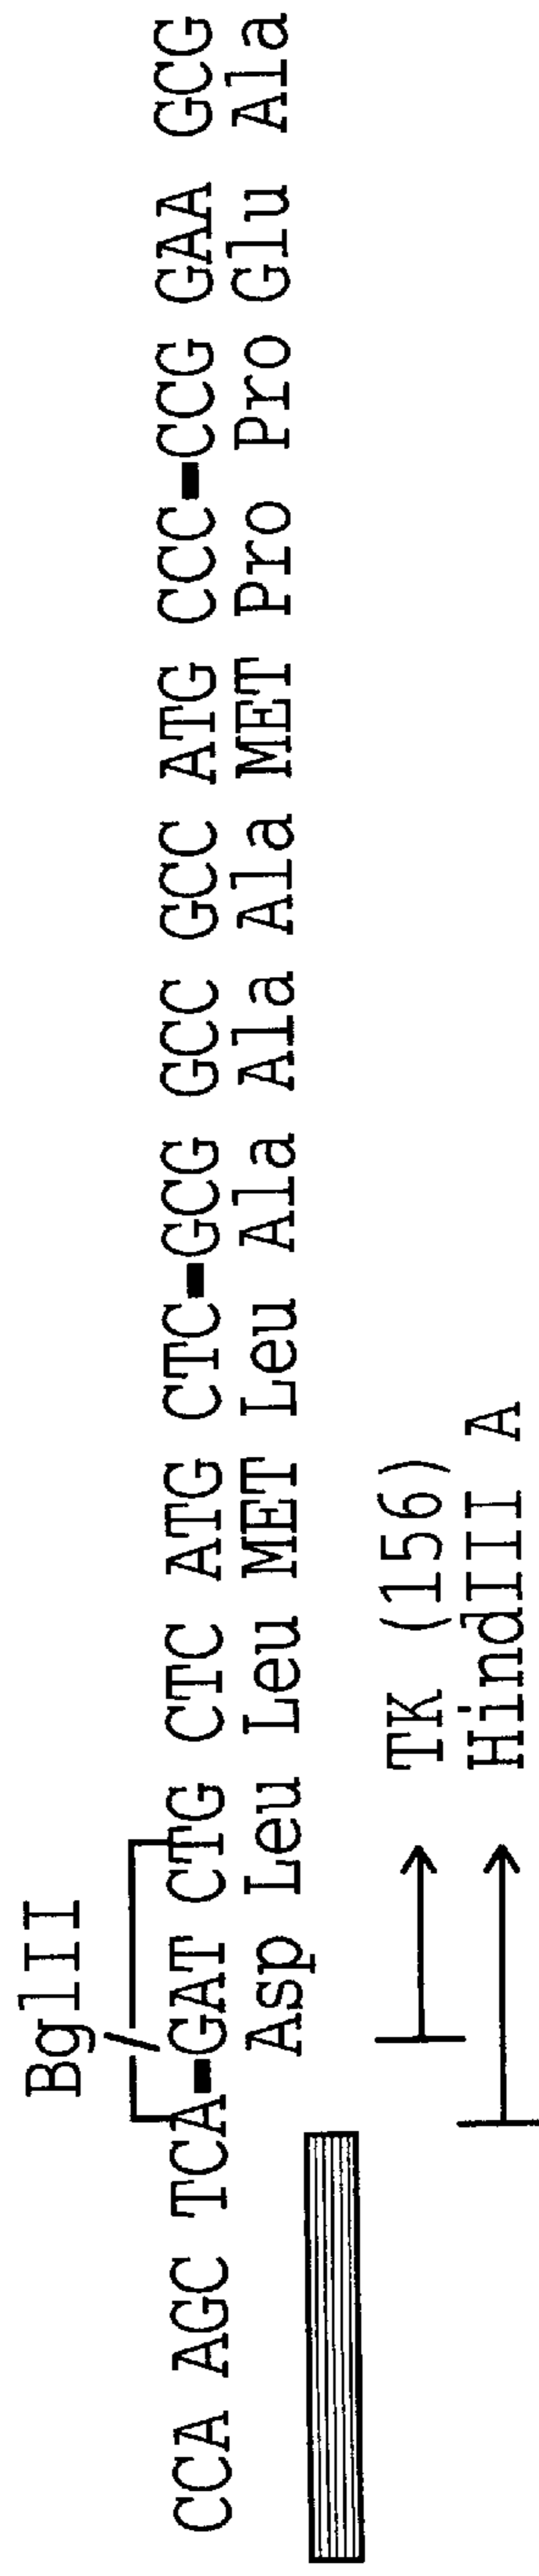 BglII
CCA AGC TCA-GAT CTG CTC ATG CTC-GCG GCC GCC ATG CCC-CCG GAA GCG
Asp Leu Leu MET Leu Ala Ala Ala MET Pro Pro Glu Ala
TK (156)
HindIII A